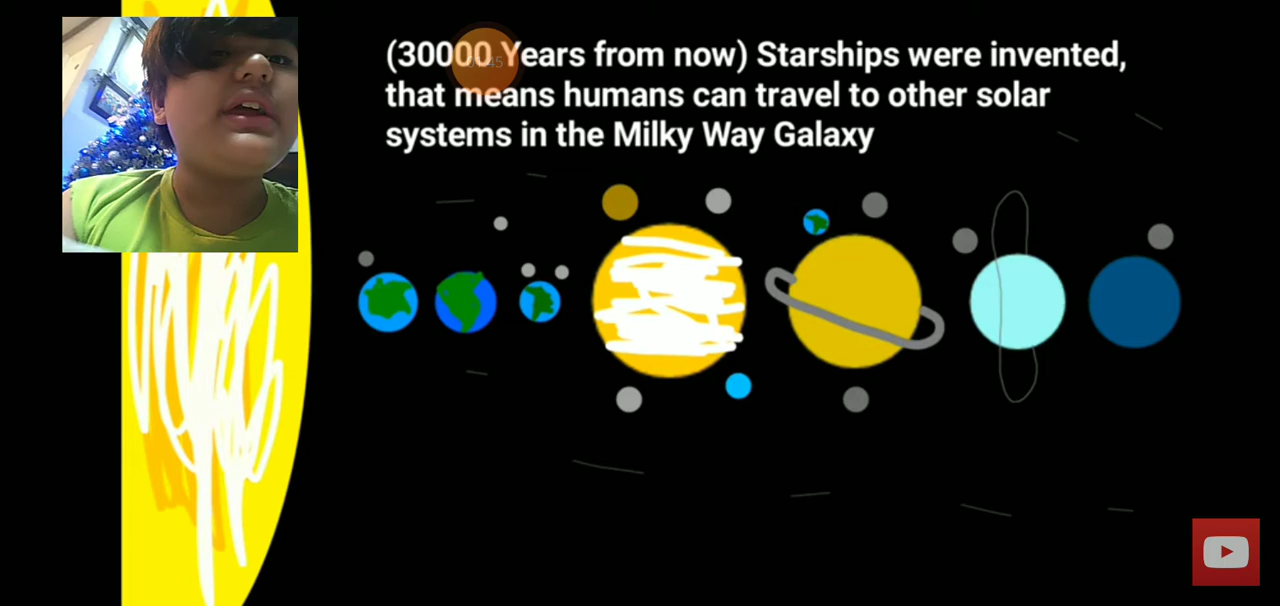 (30000 Years from now) Starships were invented,
that means humans can travel to other solar
systems in the Milky Way Galaxy